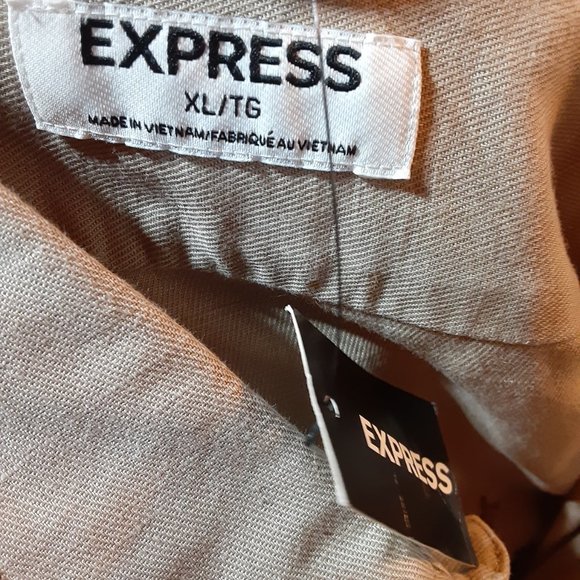 EXPRESS
XL/TG
MADE IN VIETNAM/FABRIQUÉ AU VIETNAM
EXPRESS